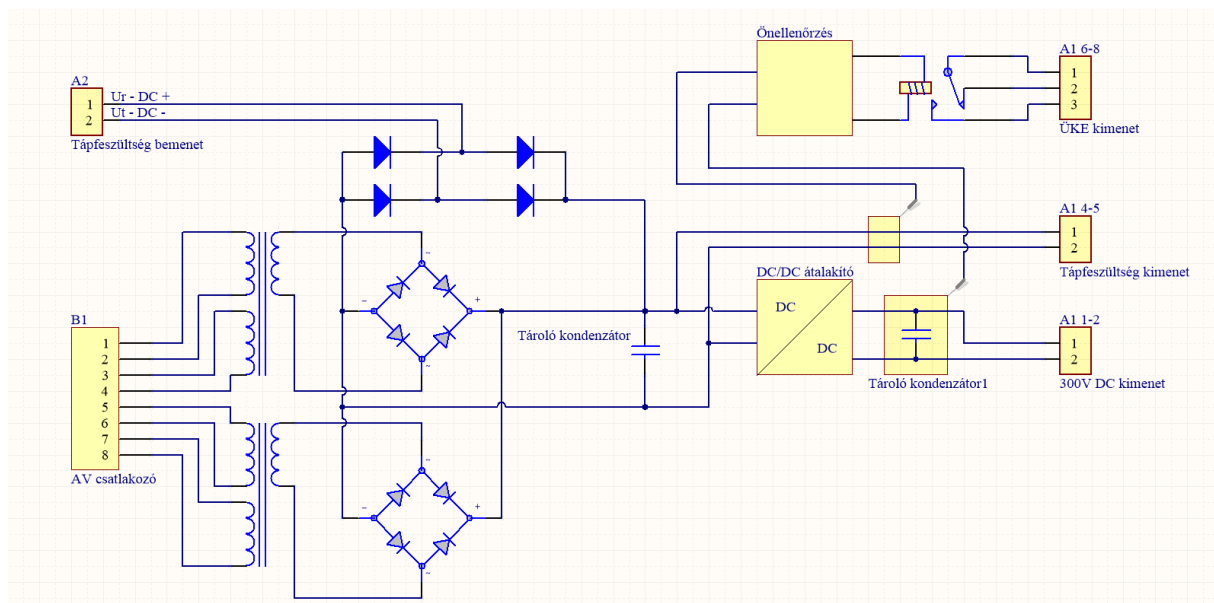 Önellenőrzés
A1 6-8
1
2
3
ÜKE kimenet
A2
1
2
Ur - DC +
Ut - DC -
Tápfeszültség bemenet
A1 4-5
1
2
Tápfeszültség kimenet
DC/DC átalakító
DC
DC
Tároló kondenzátor
Tároló kondenzátor1
A1 1-2
1
2
300V DC kimenet
B1
1
2
3
4
5
6
7
8
AV csatlakozó
~
−
+
~
~
−
+
~